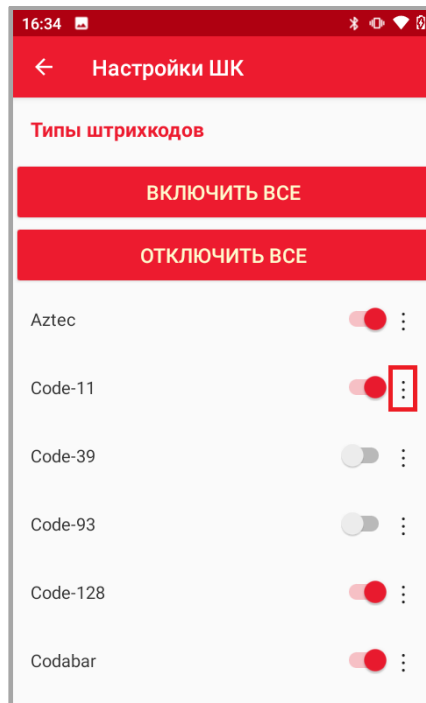 16:34
Настройки ШК
Типы штрихкодов
ВКЛЮЧИТЬ ВСЕ
ОТКЛЮЧИТЬ ВСЕ
Aztec
Code-11
Code-39
Code-93
Code-128
Codabar